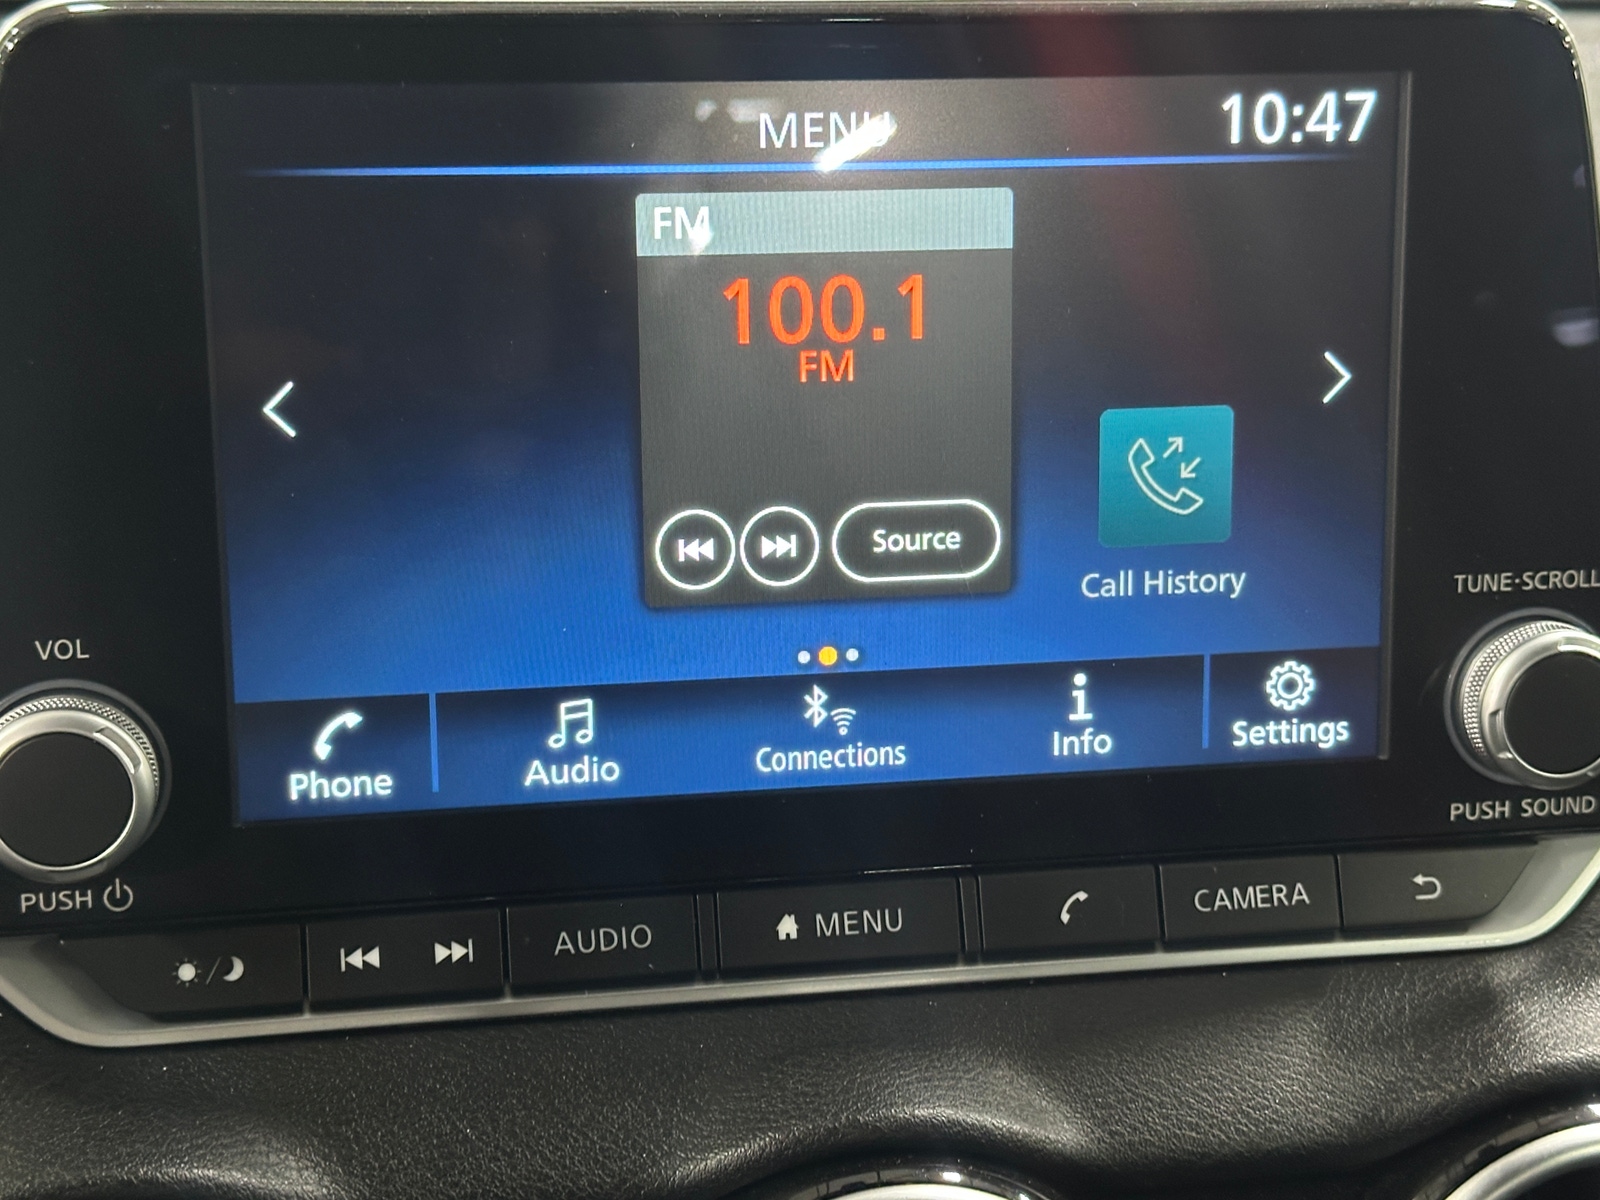 MENU
10:47
FM
100.1
FM
Source
Call History
TUNE·SCROLL
VOL
Phone
Audio
Connections
Info
Settings
PUSH SOUND
PUSH
AUDIO
MENU
CAMERA